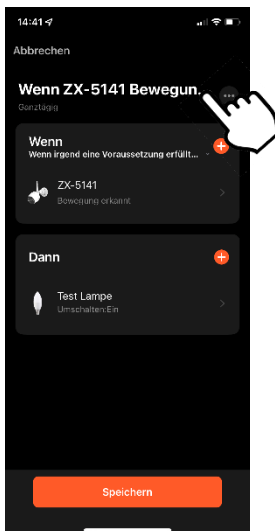 14:41
Abbrechen
Wenn ZX-5141 Bewegun.
Ganztägig
Wenn
Wenn irgend eine Voraussetzung erfüllt...
ZX-5141
Bewegung erkannt
Dann
Test Lampe
Umschalten:Ein
Speichern